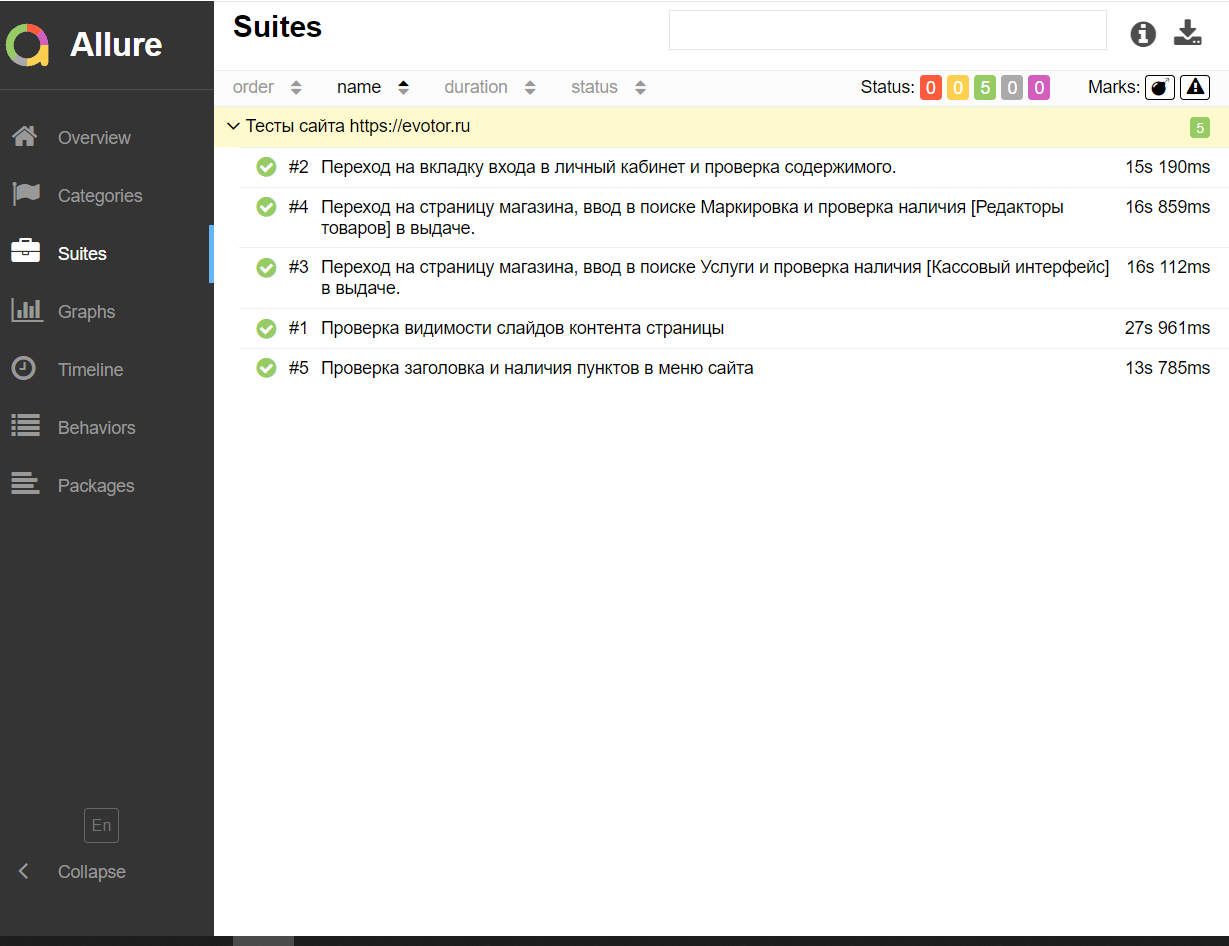 Allure
Suites
order name duration status Status: 0 0 5 0 0 Marks:
Overview
Categories
Suites
Graphs
Timeline
Behaviors
Packages
En
Collapse
Тесты сайта https://evotor.ru 5
#2 Переход на вкладку входа в личный кабинет и проверка содержимого. 15s 190ms
#4 Переход на страницу магазина, ввод в поиске Маркировка и проверка наличия [Редакторы 16s 859ms
товаров] в выдаче.
#3 Переход на страницу магазина, ввод в поиске Услуги и проверка наличия [Кассовый интерфейс] 16s 112ms
в выдаче.
#1 Проверка видимости слайдов контента страницы 27s 961ms
#5 Проверка заголовка и наличия пунктов в меню сайта 13s 785ms